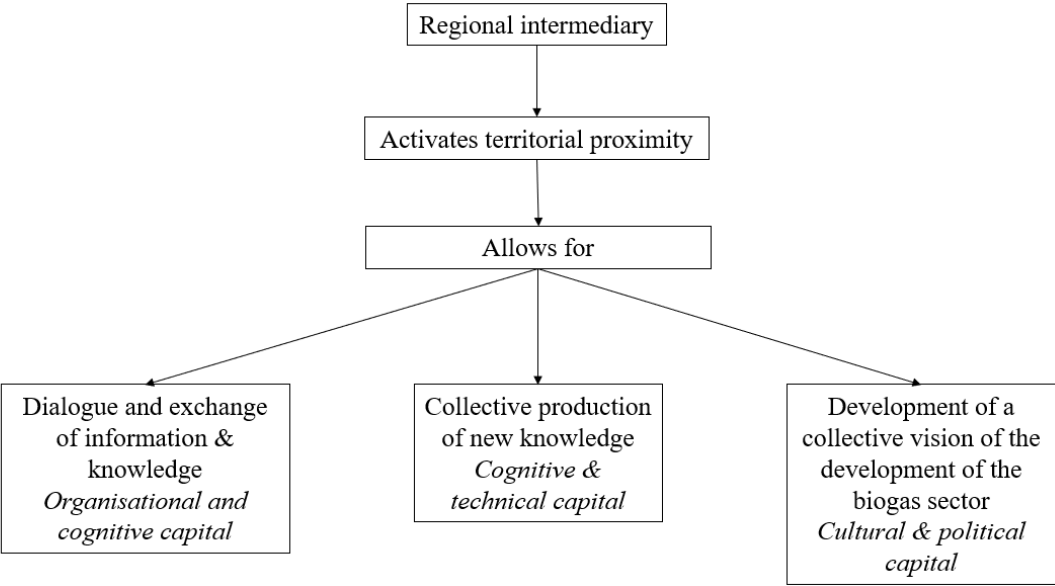 Regional intermediary
Activates territorial proximity
Allows for
Dialogue and exchange
of information &
knowledge
Organisational and
cognitive capital
Collective production
of new knowledge
Cognitive &
technical capital
Development of a
collective vision of the
development of the
biogas sector
Cultural & political
capital